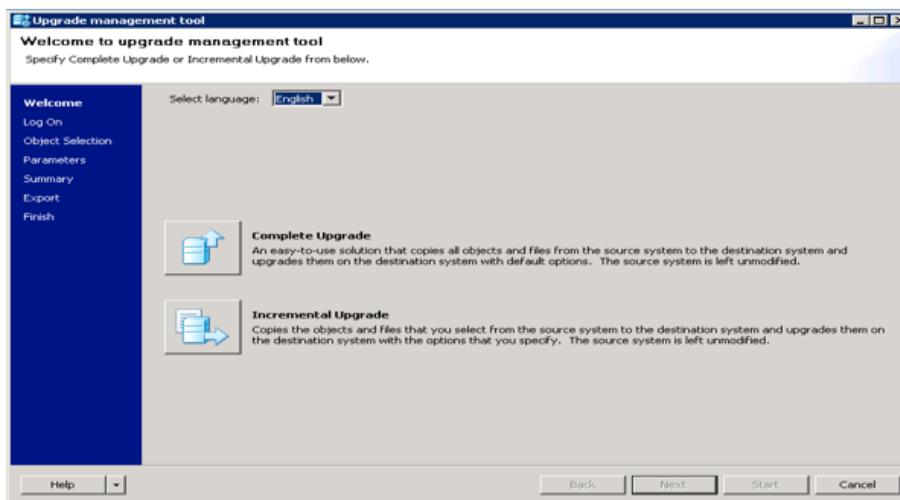 Upgrade management tool
Welcome to upgrade management tool
Specify Complete Upgrade or Incremental Upgrade from below.
Welcome
Log On
Object Selection
Parameters
Summary
Export
Finish
Select language: English
Complete Upgrade
An easy-to-use solution that copies all objects and files from the source system to the destination system and
upgrades them on the destination system with default options. The source system is left unmodified.
Incremental Upgrade
Copies the objects and files that you select from the source system to the destination system and upgrades them on
the destination system with the options that you specify. The source system is left unmodified.
Help
Back
Next
Start
Cancel